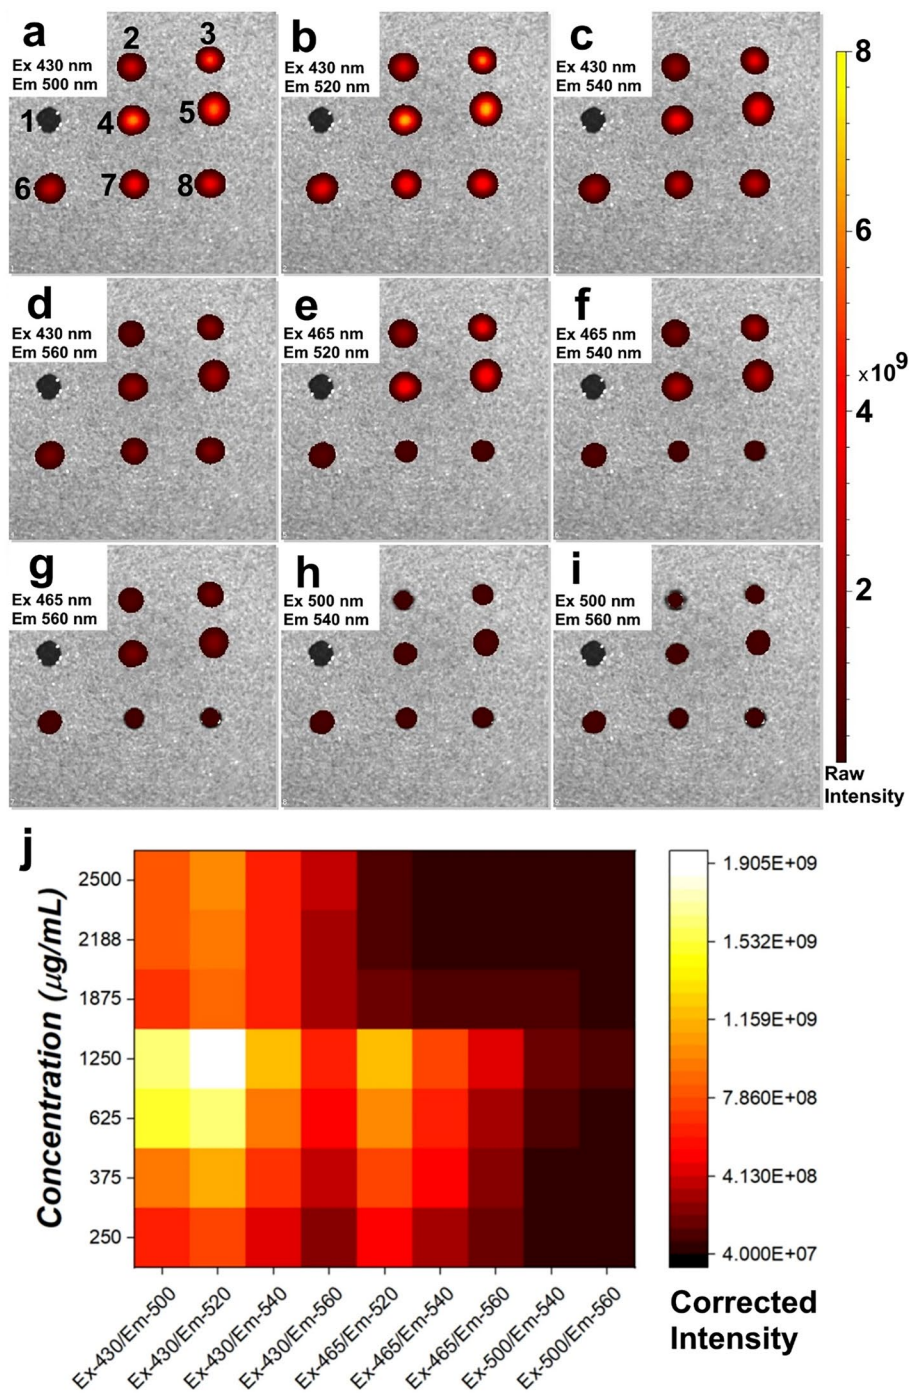 a
Ex 430 nm
Em 500 nm
1
2
3
4
5
6
7
8
b
Ex 430 nm
Em 520 nm
c
Ex 430 nm
Em 540 nm
d
Ex 430 nm
Em 560 nm
e
Ex 465 nm
Em 520 nm
f
Ex 465 nm
Em 540 nm
g
Ex 465 nm
Em 560 nm
h
Ex 500 nm
Em 540 nm
i
Ex 500 nm
Em 560 nm
8
6
x10⁹
4
2
Raw
Intensity
j
Concentration (µg/mL)
2500
2188
1875
1250
625
375
250
Ex-430/Em-500
Ex-430/Em-520
Ex-430/Em-540
Ex-430/Em-560
Ex-465/Em-520
Ex-465/Em-540
Ex-465/Em-560
Ex-500/Em-540
Ex-500/Em-560
1.905E+09
1.532E+09
1.159E+09
7.860E+08
4.130E+08
4.000E+07
Corrected
Intensity